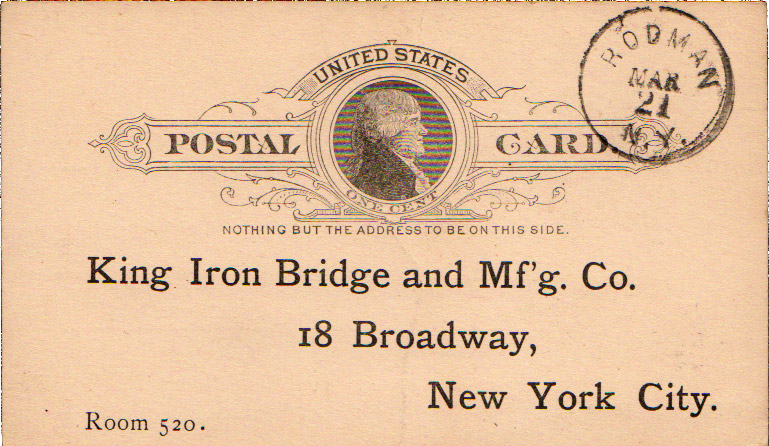 UNITED STATES
POSTAL CARD.
ONE CENT
NOTHING BUT THE ADDRESS TO BE ON THIS SIDE.
RODMAN
MAR
21
N.Y.
King Iron Bridge and Mf'g. Co.
18 Broadway,
New York City.
Room 520.